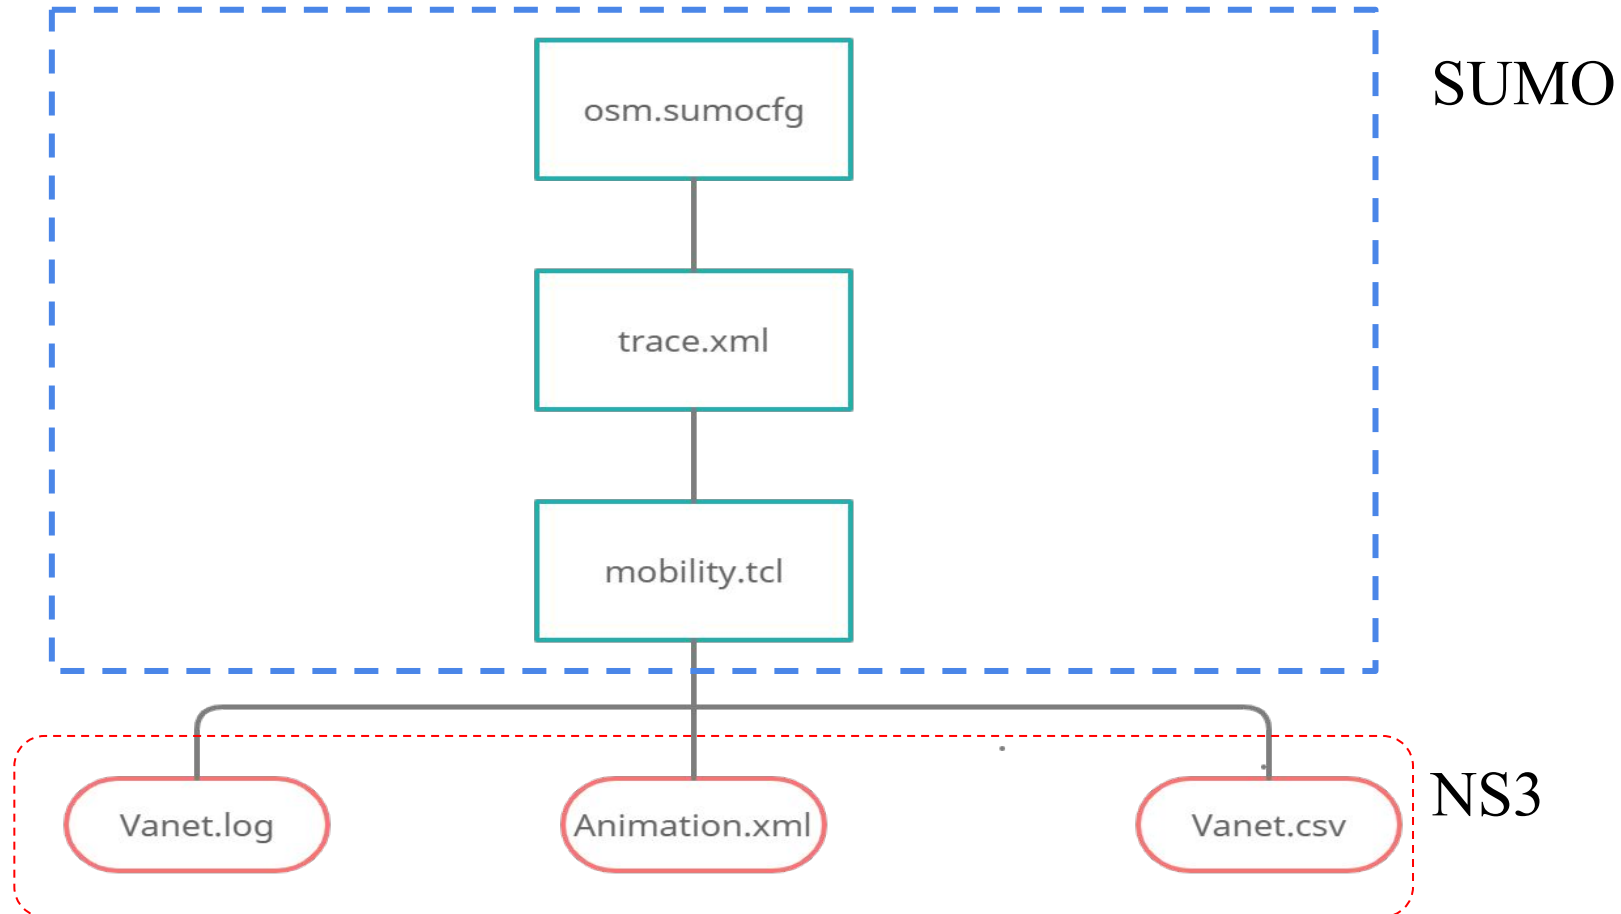 SUMO
osm.sumocfg
trace.xml
mobility.tcl
NS3
Vanet.log
Animation.xml
Vanet.csv